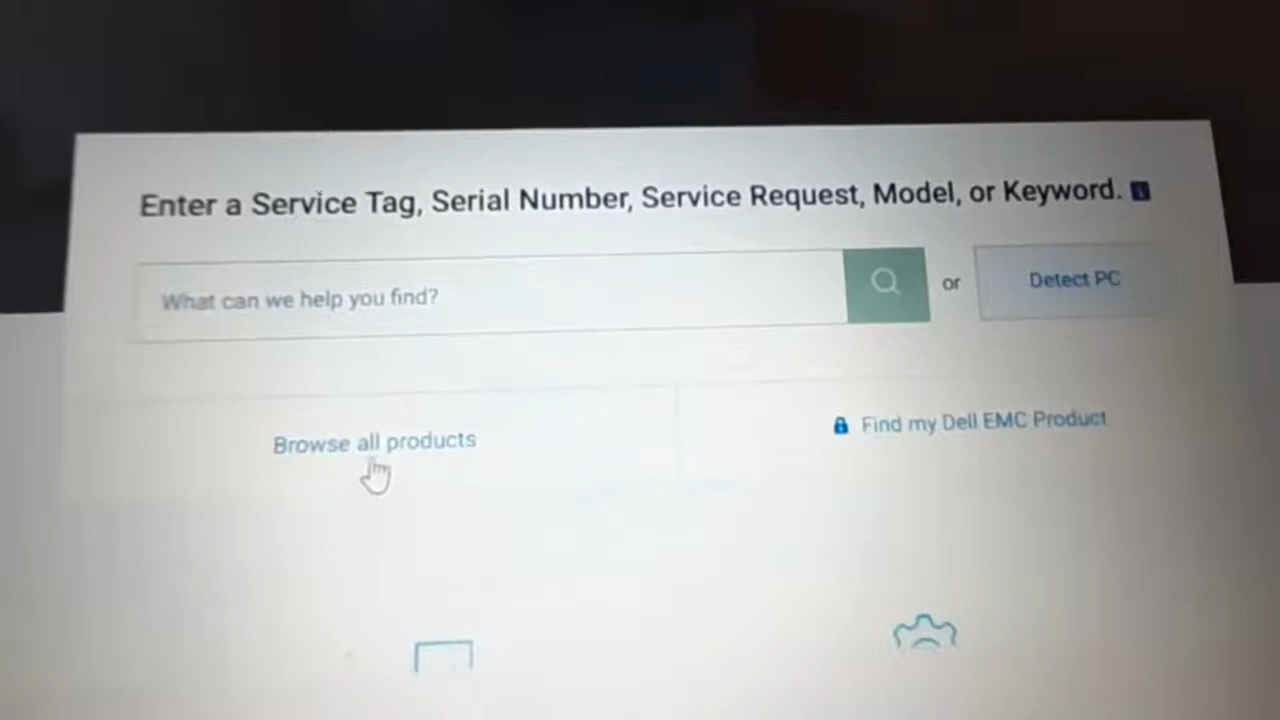 Enter a Service Tag, Serial Number, Service Request, Model, or Keyword.
What can we help you find?
or
Detect PC
Browse all products
Find my Dell EMC Product